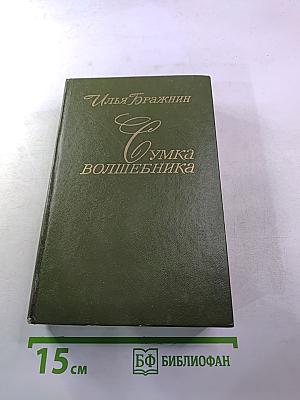 Илья Бражнин
Сумка
ВОЛШЕБНИКА
15 см
БФ БИБЛИОФАН